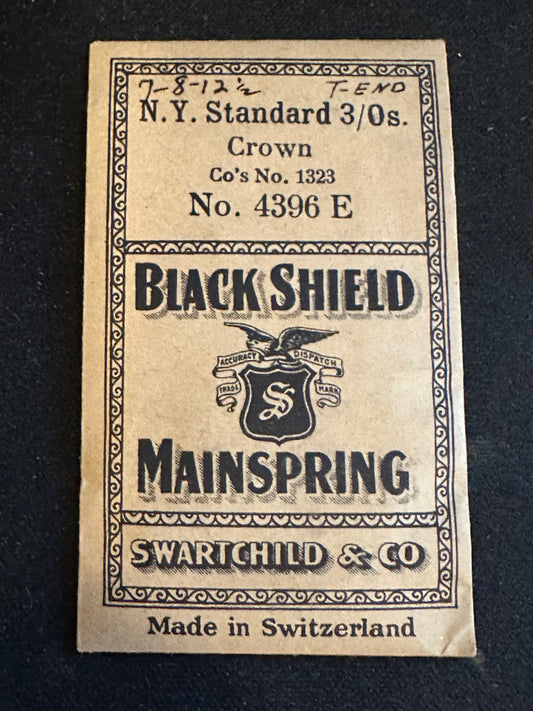 7-8-12½ T-END
N.Y. Standard 3/0s.
Crown
Co's No. 1323
No. 4396 E
BLACK SHIELD
ACCURACY DISPATCH
TRADE MARK
S
MAINSPRING
SWARTCHILD & CO
Made in Switzerland